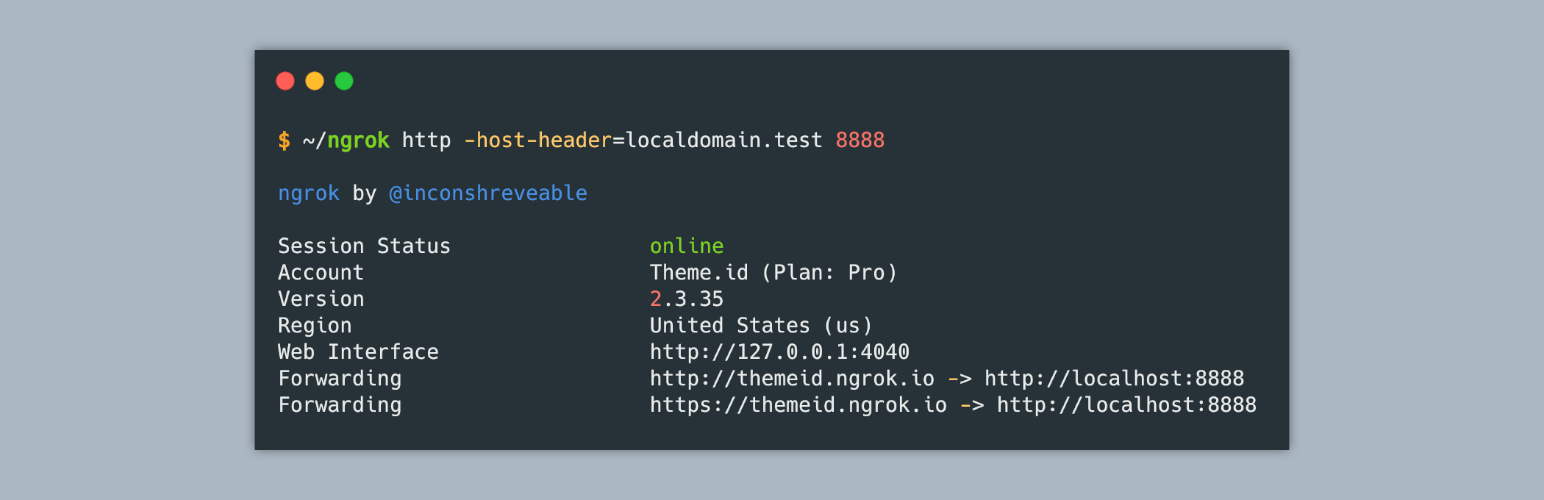 $ ~/ngrok http -host-header=localdomain.test 8888
ngrok by @inconshreveable
Session Status online
Account Theme.id (Plan: Pro)
Version 2.3.35
Region United States (us)
Web Interface http://127.0.0.1:4040
Forwarding http://themeid.ngrok.io -> http://localhost:8888
Forwarding https://themeid.ngrok.io -> http://localhost:8888